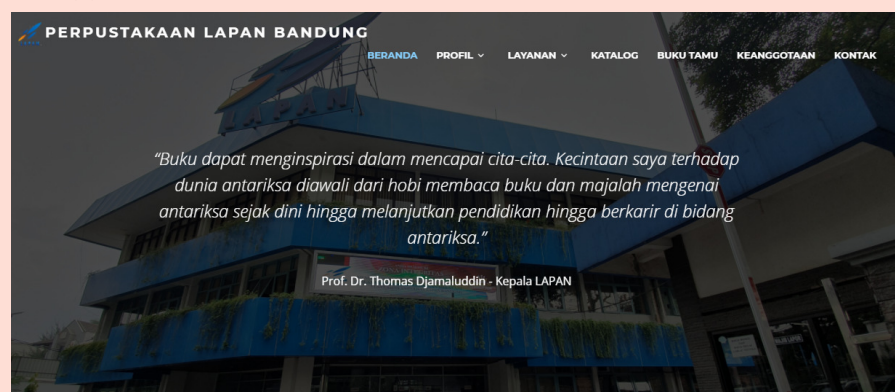 PERPUSTAKAAN LAPAN BANDUNG
BERANDA PROFIL LAYANAN KATALOG BUKU TAMU KEANGGOTAAN KONTAK
LAPAN
“Buku dapat menginspirasi dalam mencapai cita-cita. Kecintaan saya terhadap
dunia antariksa diawali dari hobi membaca buku dan majalah mengenai
antariksa sejak dini hingga melanjutkan pendidikan hingga berkarir di bidang
antariksa.”
Prof. Dr. Thomas Djamaluddin - Kepala LAPAN